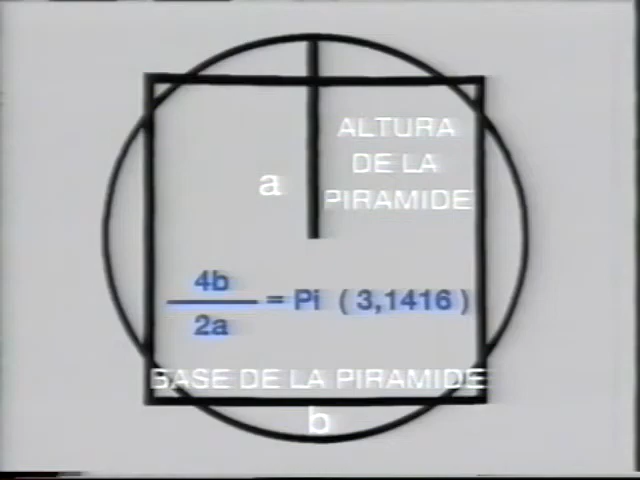 ALTURA
DE LA
a
PIRAMIDE
4b
= Pi ( 3,1416 )
2a
BASE DE LA PIRAMIDE
b